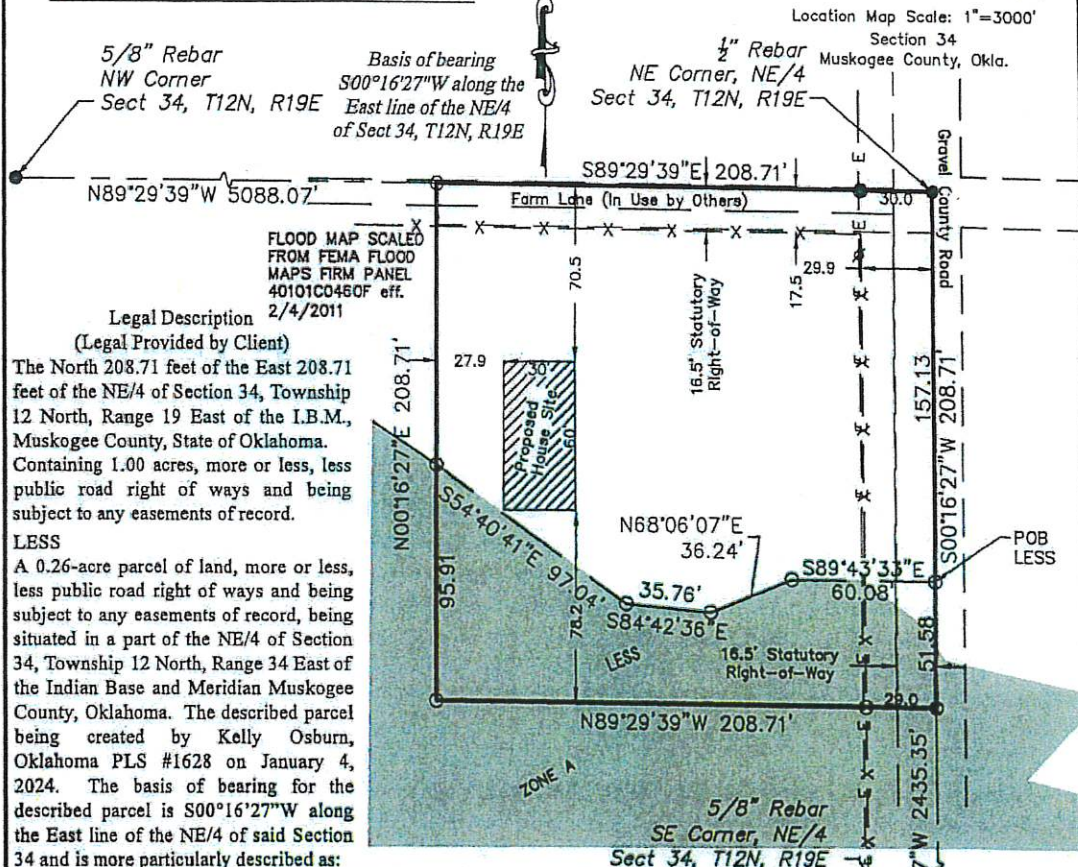 Location Map Scale: 1"=3000'
Section 34
Muskogee County, Okla.
5/8" Rebar
NW Corner
Sect 34, T12N, R19E
Basis of bearing
S00°16'27"W along the
East line of the NE/4
of Sect 34, T12N, R19E
½" Rebar
NE Corner, NE/4
Sect 34, T12N, R19E
Gravel County Road
N89°29'39"W 5088.07'
S89°29'39"E 208.71'
Farm Lane (In Use by Others)
30.0
E
E
X X X X X X
FLOOD MAP SCALED
FROM FEMA FLOOD
MAPS FIRM PANEL
40101C0460F eff.
2/4/2011
70.5
16.5' Statutory
Right-of-Way
17.5
29.9
Legal Description
(Legal Provided by Client)
The North 208.71 feet of the East 208.71
feet of the NE/4 of Section 34, Township
12 North, Range 19 East of the I.B.M.,
Muskogee County, State of Oklahoma.
Containing 1.00 acres, more or less, less
public road right of ways and being
subject to any easements of record.
LESS
A 0.26-acre parcel of land, more or less,
less public road right of ways and being
subject to any easements of record, being
situated in a part of the NE/4 of Section
34, Township 12 North, Range 34 East of
the Indian Base and Meridian Muskogee
County, Oklahoma. The described parcel
being created by Kelly Osburn,
Oklahoma PLS #1628 on January 4,
2024. The basis of bearing for the
described parcel is S00°16'27"W along
the East line of the NE/4 of said Section
34 and is more particularly described as:
N00°16'27"E 208.71'
27.9
30'
60'
Proposed
House Site
157.13
S00°16'27"W 208.71'
S54°40'41"E 97.04'
95.91
N68°06'07"E
36.24'
35.76'
S84°42'36"E
S89°43'33"E
60.08'
POB
LESS
78.2
LESS
16.5' Statutory
Right-of-Way
51.58
N89°29'39"W 208.71'
29.0
ZONE A
5/8" Rebar
SE Corner, NE/4
Sect 34, T12N, R19E
7"W 2435.35'